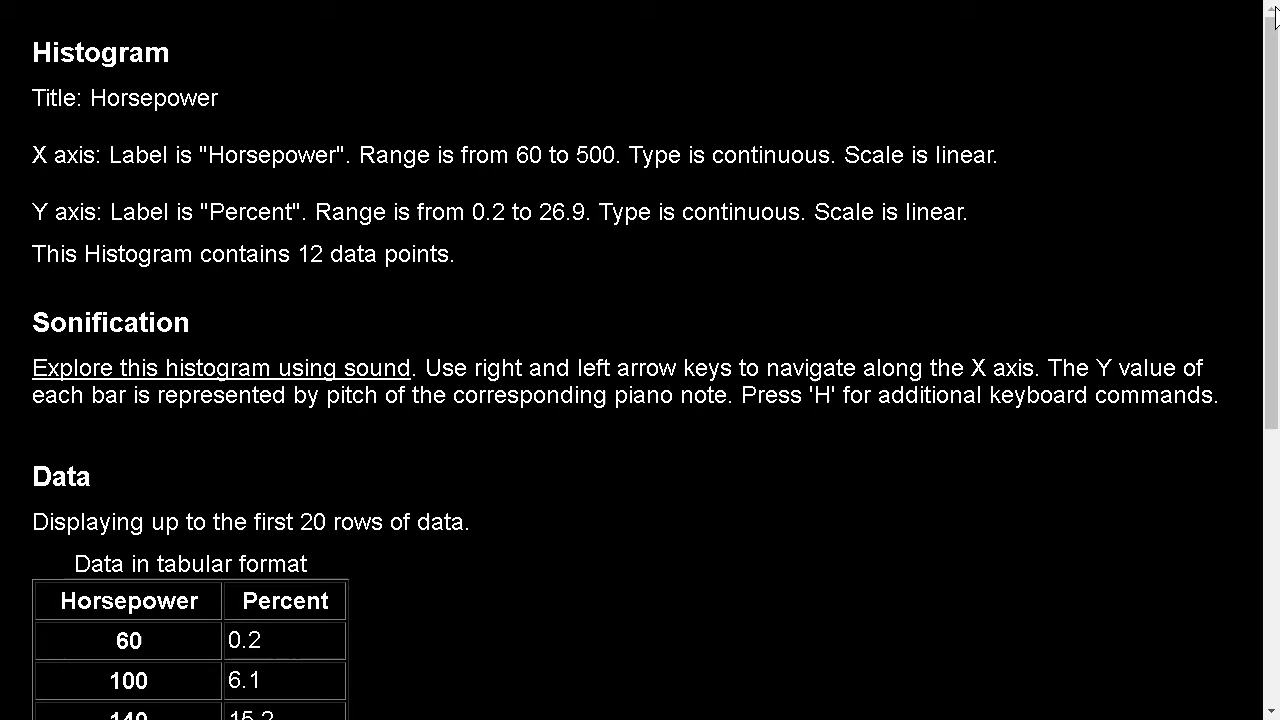 Histogram
Title: Horsepower
X axis: Label is "Horsepower". Range is from 60 to 500. Type is continuous. Scale is linear.
Y axis: Label is "Percent". Range is from 0.2 to 26.9. Type is continuous. Scale is linear.
This Histogram contains 12 data points.
Sonification
Explore this histogram using sound. Use right and left arrow keys to navigate along the X axis. The Y value of
each bar is represented by pitch of the corresponding piano note. Press 'H' for additional keyboard commands.
Data
Displaying up to the first 20 rows of data.
Data in tabular format
Horsepower Percent
60 0.2
100 6.1
140 15.2